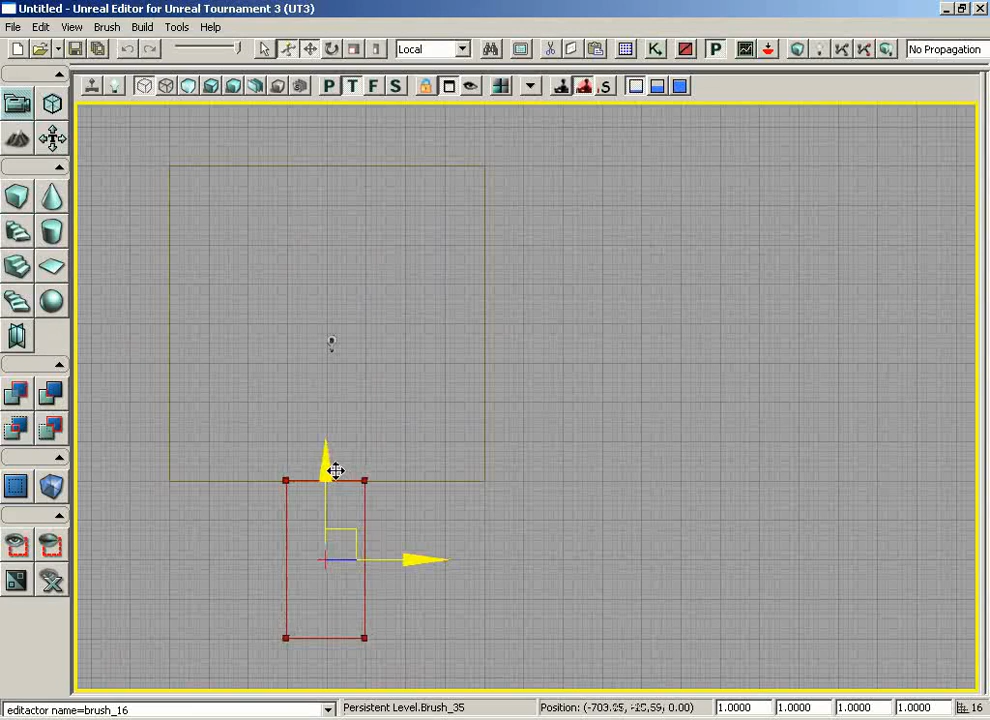 Untitled - Unreal Editor for Unreal Tournament 3 (UT3)
File Edit View Brush Build Tools Help
Local
K
P
No Propagation
P T F S
S
editactor name=brush_16
Persistent Level.Brush_35
Position: (-703.25, -25.59, 0.00)
1.0000 1.0000 1.0000 1.0000
16